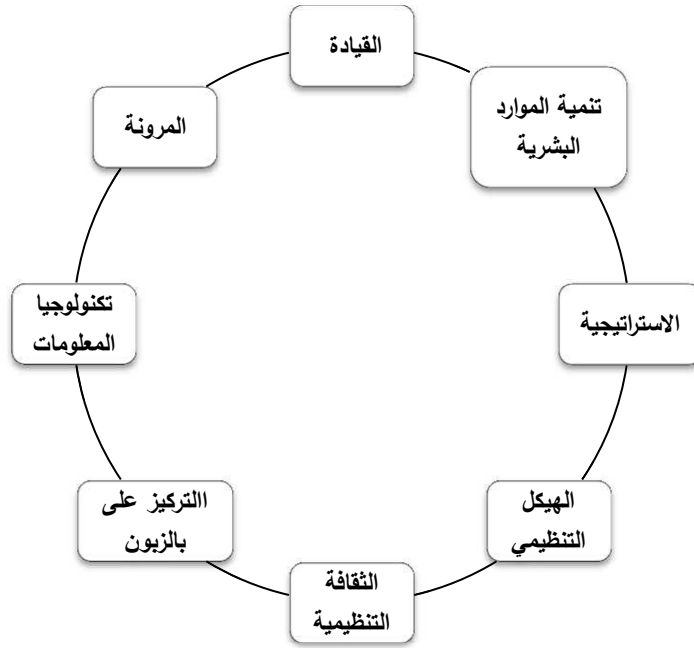 القيادة
تنمية الموارد
البشرية
الاستراتيجية
الهيكل
التنظيمي
الثقافة
التنظيمية
االتركيز على
بالزبون
تكنولوجيا
المعلومات
المرونة